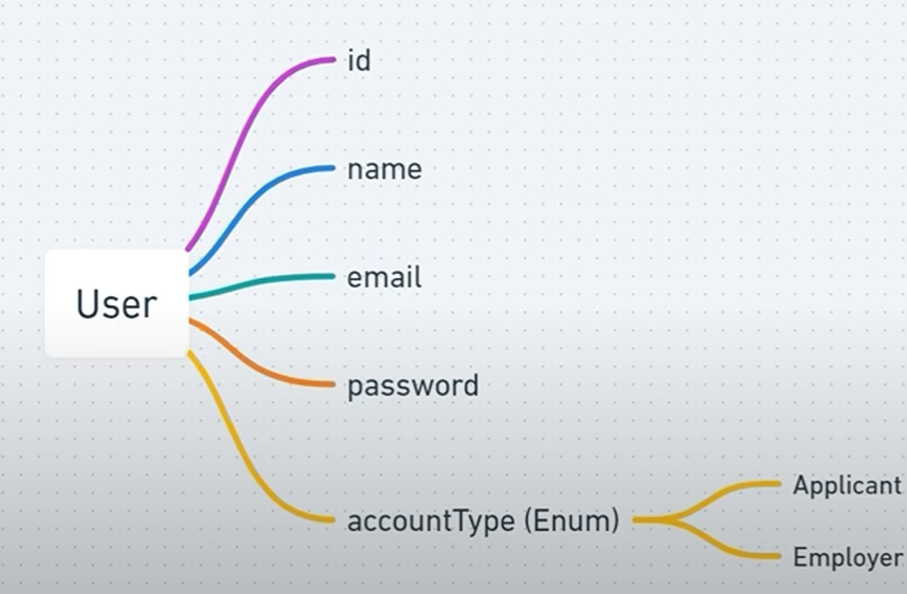 User
id
name
email
password
accountType (Enum)
Applicant
Employer